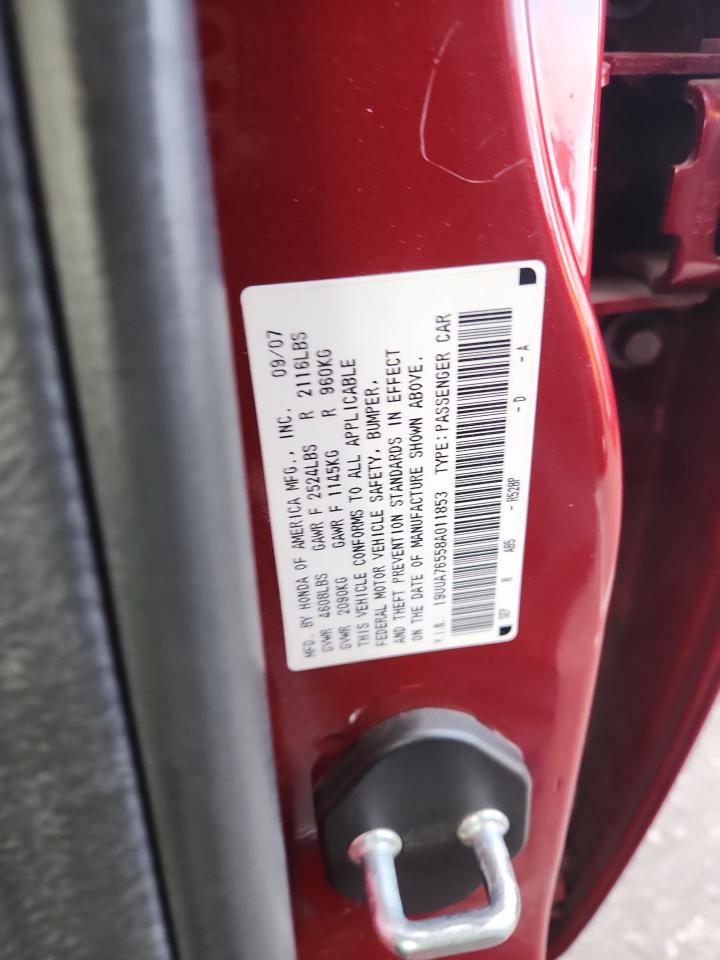 MFD. BY HONDA OF AMERICA MFG., INC. 09/07
GVWR 4608LBS GAWR F 2524LBS R 2116LBS
GVWR 2090KG GAWR F 1145KG R 960KG
THIS VEHICLE CONFORMS TO ALL APPLICABLE
FEDERAL MOTOR VEHICLE SAFETY, BUMPER,
AND THEFT PREVENTION STANDARDS IN EFFECT
ON THE DATE OF MANUFACTURE SHOWN ABOVE.
V.I.N. 19UUA76558A011853 TYPE: PASSENGER CAR
SEP B AB5 - R528P - D - A